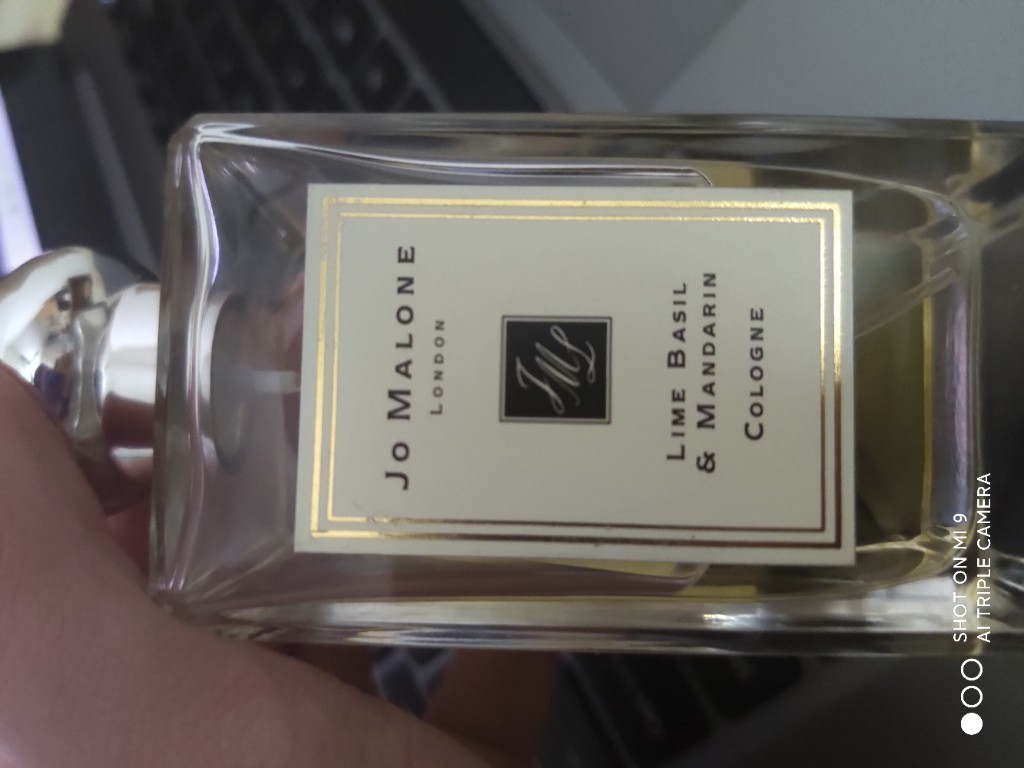 JO MALONE
LONDON
JML
LIME BASIL
& MANDARIN
COLOGNE
SHOT ON MI 9
AI TRIPLE CAMERA